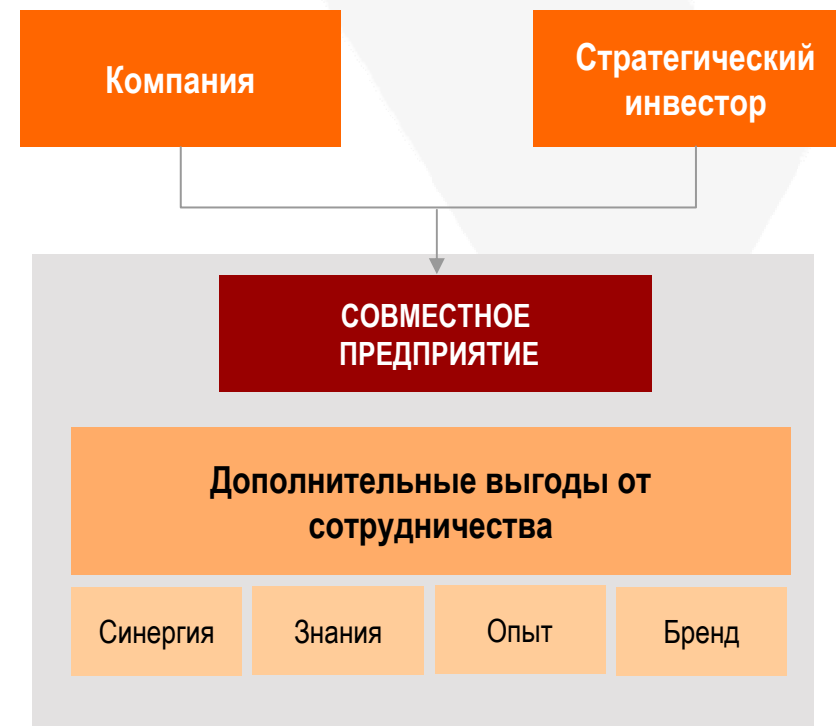 Компания
Стратегический
инвестор
СОВМЕСТНОЕ
ПРЕДПРИЯТИЕ
Дополнительные выгоды от
сотрудничества
Синергия
Знания
Опыт
Бренд